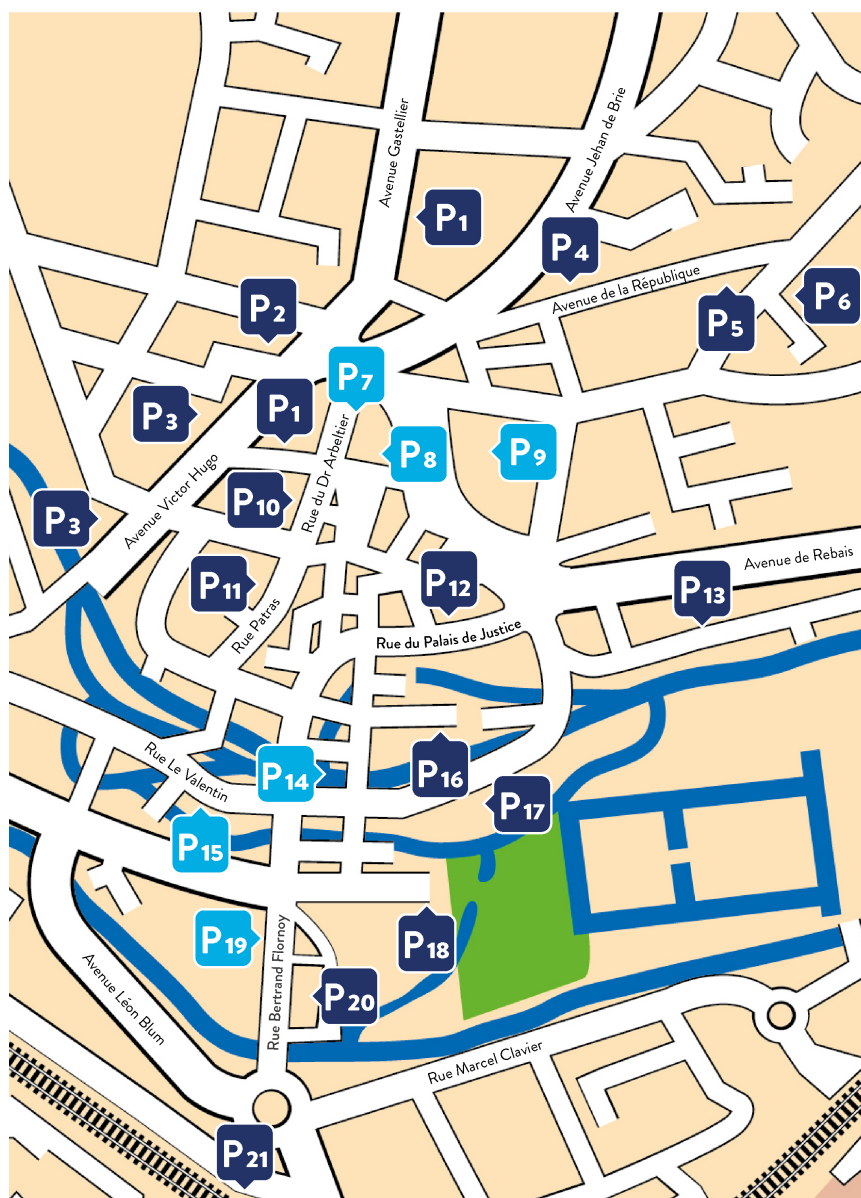 Avenue Gastellier
Avenue Jehan de Brie
P1
P4
Avenue de la République
P2
P5
P6
P7
P3
P1
Rue du Dr Arbeltier
P8
P9
Avenue Victor Hugo
P10
P3
Avenue de Rebais
P11
P12
P13
Rue Patras
Rue du Palais de Justice
Rue Le Valentin
P14
P16
P17
P15
P19
P18
Rue Bertrand Flornoy
Avenue Léon Blum
P20
Rue Marcel Clavier
P21